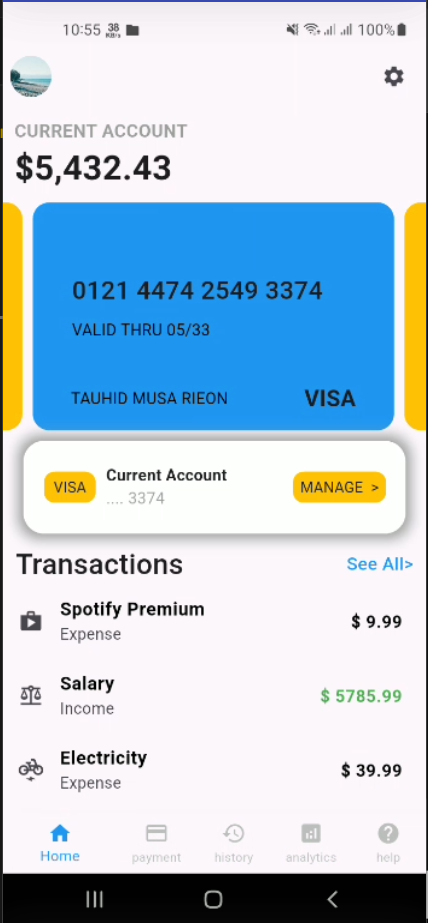 10:55 38 KB/s 100%
CURRENT ACCOUNT
$5,432.43
0121 4474 2549 3374
VALID THRU 05/33
TAUHID MUSA RIEON VISA
VISA Current Account MANAGE >
.... 3374
Transactions See All>
Spotify Premium $ 9.99
Expense
Salary $ 5785.99
Income
Electricity $ 39.99
Expense
Home payment history analytics help